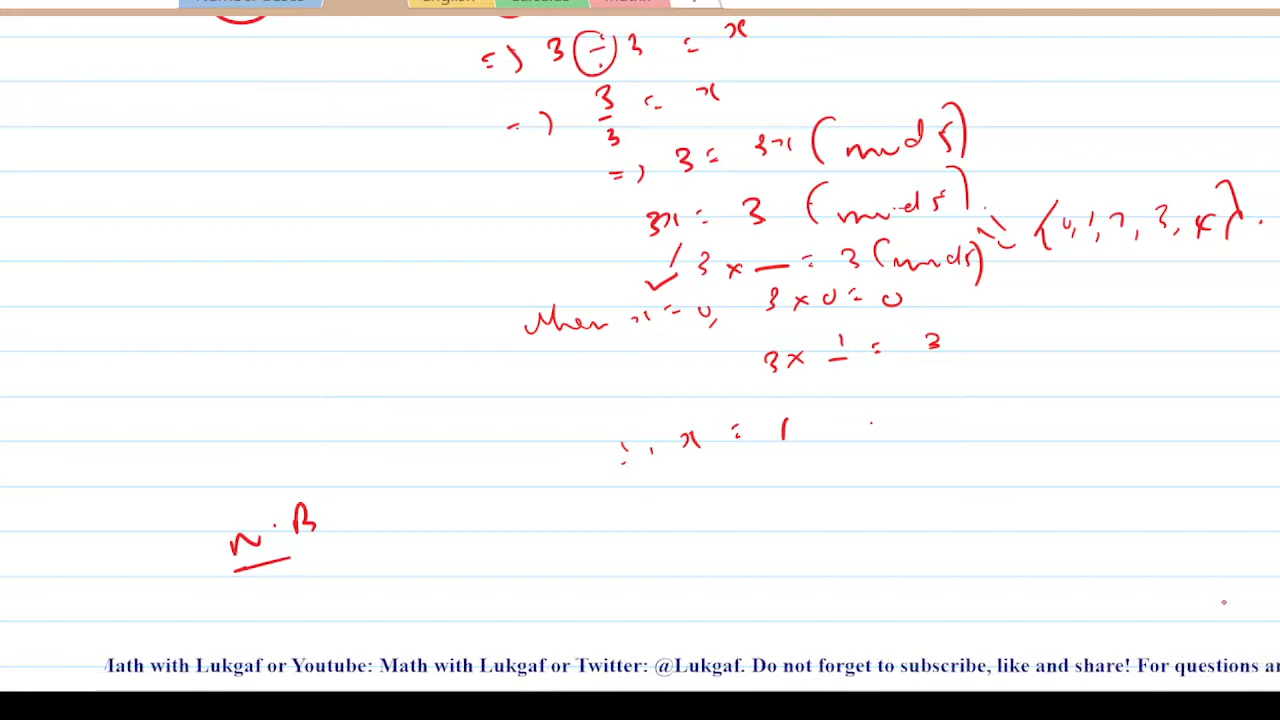 English
=> 3 ÷ 3 = x
=> 3/3 = x
=> 3 = 3x (mod 5)
3x = 3 (mod 5)
3 × _ = 3 (mod 5) = {0, 1, 2, 3, 4}.
When x = 0, 3 × 0 = 0
3 × 1 = 3
∴ x = 1
N.B
Math with Lukgaf or Youtube: Math with Lukgaf or Twitter: @Lukgaf. Do not forget to subscribe, like and share! For questions